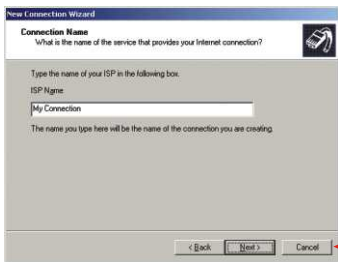 New Connection Wizard
Connection Name
What is the name of the service that provides your Internet connection?
Type the name of your ISP in the following box.
ISP Name
My Connection
The name you type here will be the name of the connection you are creating.
< Back Next > Cancel